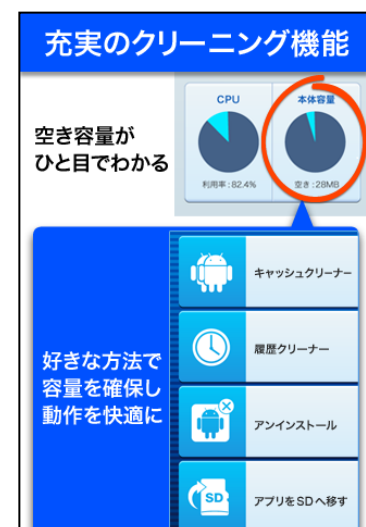 充実のクリーニング機能
空き容量が
ひと目でわかる
CPU
利用率:82.4%
本体容量
空き:28MB
好きな方法で
容量を確保し
動作を快適に
キャッシュクリーナー
履歴クリーナー
アンインストール
SD
アプリをSDへ移す